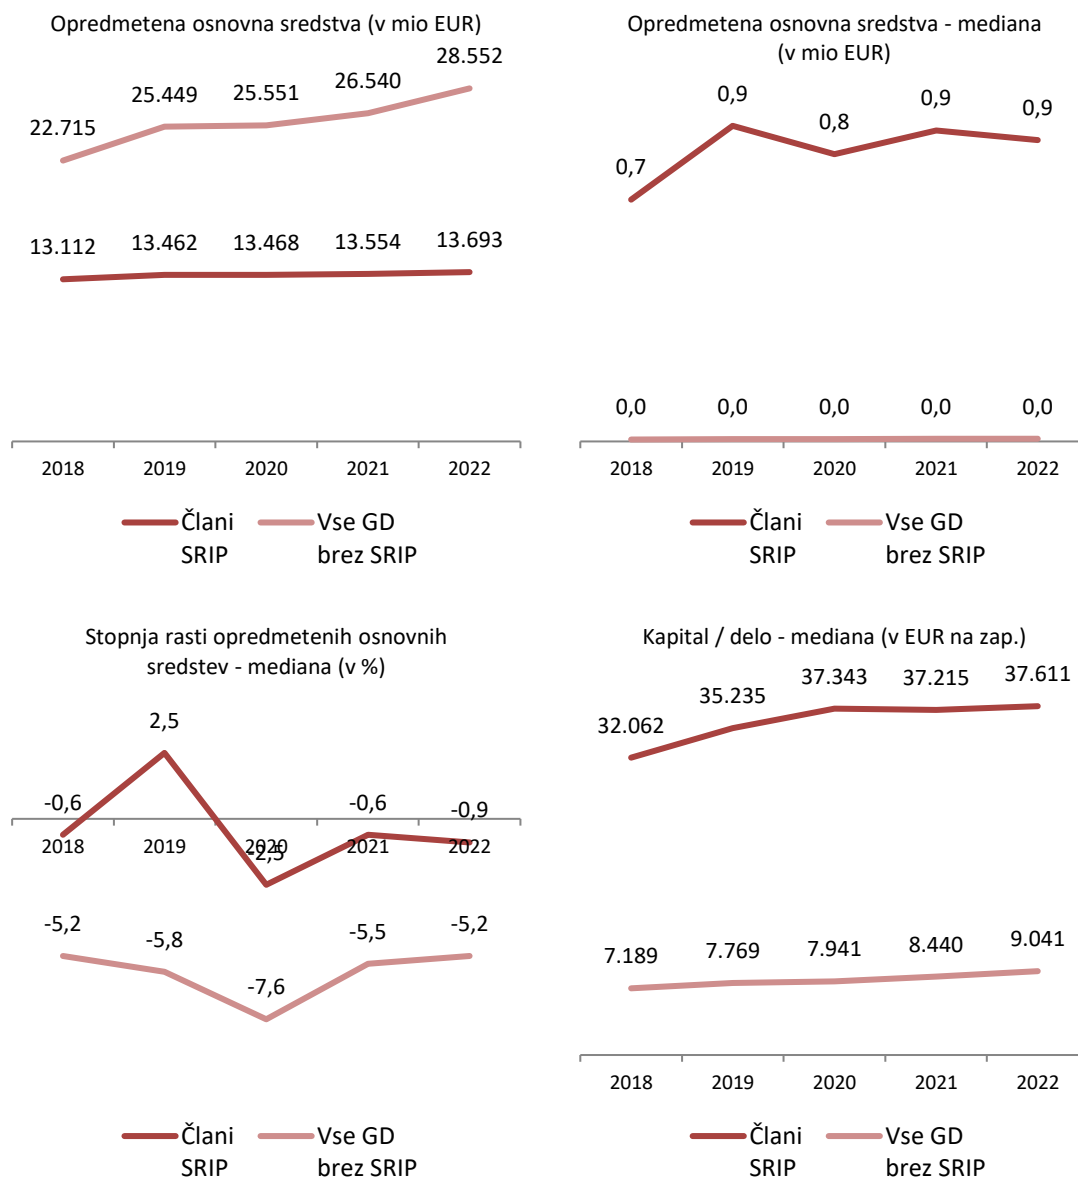 Opredmetena osnovna sredstva (v mio EUR)
28.552
26.540
25.449
25.551
22.715
13.112
13.462
13.468
13.554
13.693
2018
2019
2020
2021
2022
Člani
SRIP
Vse GD
brez SRIP
Opredmetena osnovna sredstva - mediana
(v mio EUR)
0,7
0,9
0,8
0,9
0,9
0,0
0,0
0,0
0,0
0,0
2018
2019
2020
2021
2022
Člani
SRIP
Vse GD
brez SRIP
Stopnja rasti opredmetenih osnovnih
sredstev - mediana (v %)
-0,6
2,5
-2,5
-0,6
-0,9
2018
2019
2020
2021
2022
-5,2
-5,8
-7,6
-5,5
-5,2
Člani
SRIP
Vse GD
brez SRIP
Kapital / delo - mediana (v EUR na zap.)
32.062
35.235
37.343
37.215
37.611
7.189
7.769
7.941
8.440
9.041
2018
2019
2020
2021
2022
Člani
SRIP
Vse GD
brez SRIP